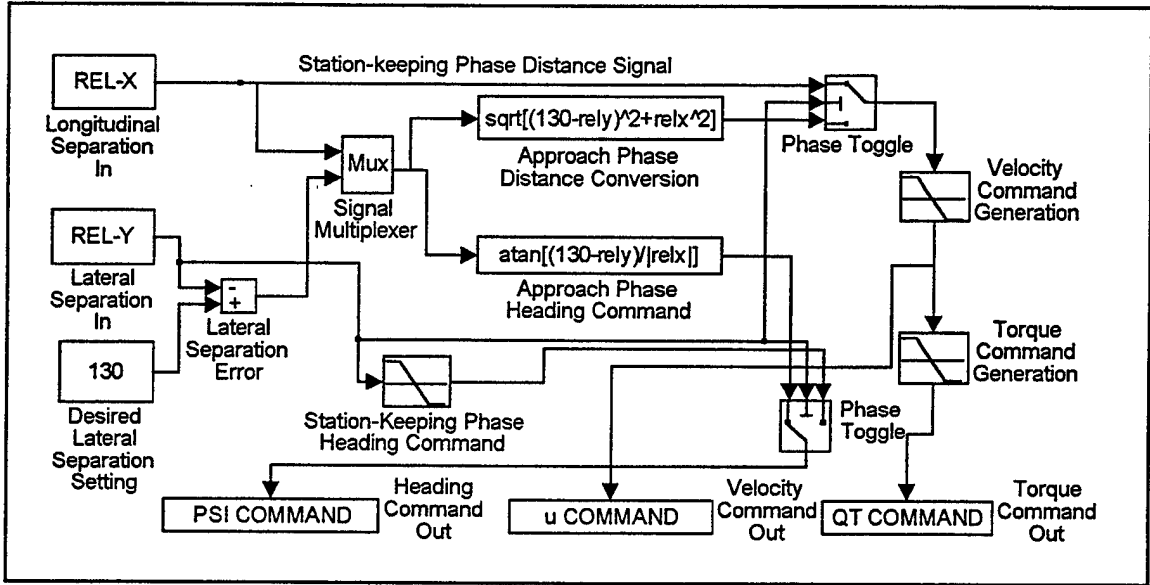 REL-X
Longitudinal
Separation
In
Station-keeping Phase Distance Signal
sqrt[(130-rely)^2+relx^2]
Approach Phase
Distance Conversion
Phase Toggle
Mux
Signal
Multiplexer
Velocity
Command
Generation
REL-Y
Lateral
Separation
In
-
+
Lateral
Separation
Error
atan[(130-rely)/|relx|]
Approach Phase
Heading Command
Torque
Command
Generation
130
Desired
Lateral
Separation
Setting
Station-Keeping Phase
Heading Command
Phase
Toggle
PSI COMMAND
Heading
Command
Out
u COMMAND
Velocity
Command
Out
QT COMMAND
Torque
Command
Out